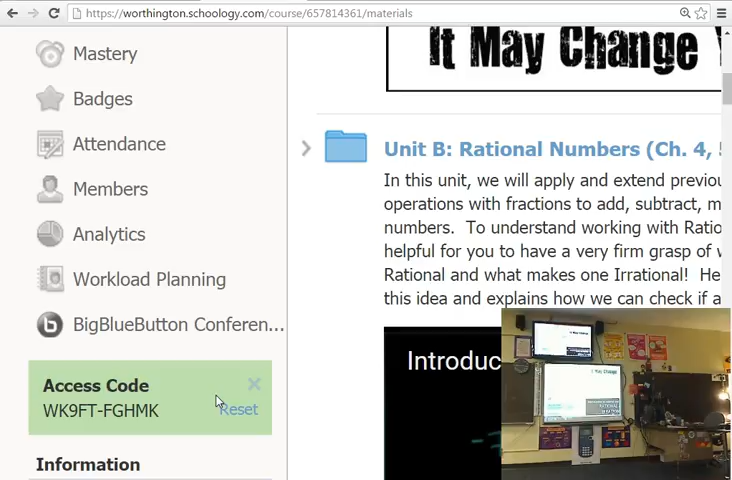 https://worthington.schoology.com/course/657814361/materials
It May Change
Mastery
Badges
Attendance
Members
Analytics
Workload Planning
BigBlueButton Conferen...
Access Code
WK9FT-FGHMK
Reset
Information
Unit B: Rational Numbers (Ch. 4,
In this unit, we will apply and extend previou
operations with fractions to add, subtract, m
numbers. To understand working with Ratio
helpful for you to have a very firm grasp of
Rational and what makes one Irrational! He
this idea and explains how we can check if a
Introduc
It May Change